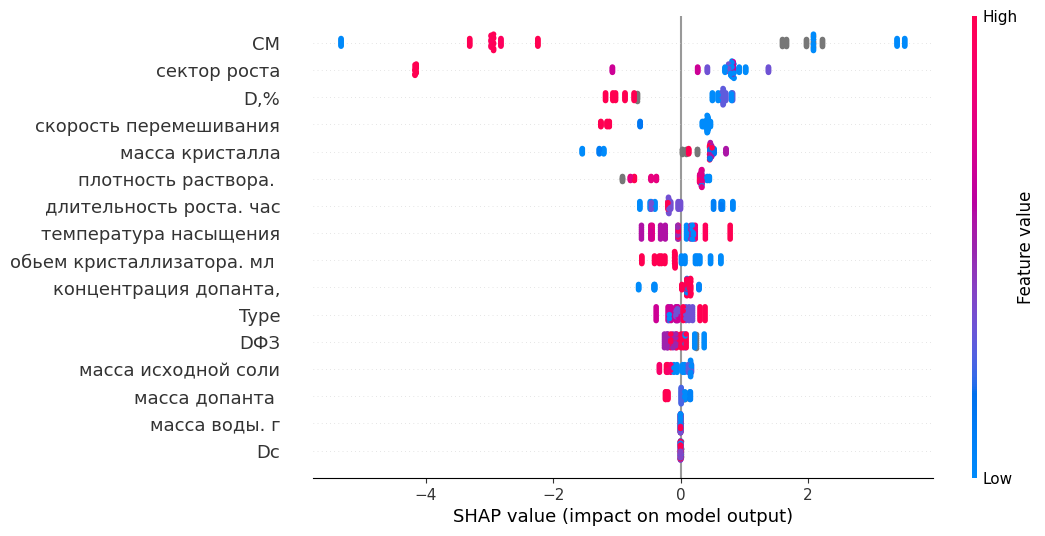 High
CM
сектор роста
D,%
скорость перемешивания
масса кристалла
плотность раствора.
длительность роста. час
температура насыщения
обьем кристаллизатора. мл
концентрация допанта,
Type
DФЗ
масса исходной соли
масса допанта
масса воды. г
Dc
Feature value
Low
−4 −2 0 2
SHAP value (impact on model output)